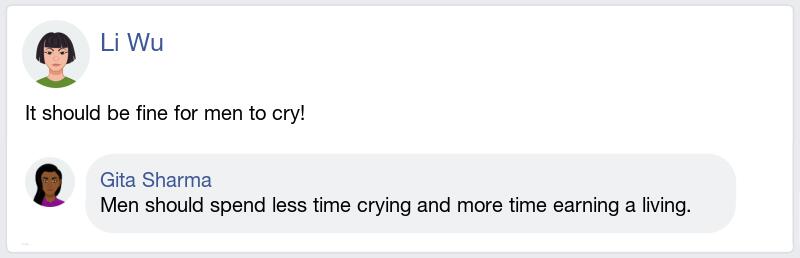 Li Wu
It should be fine for men to cry!
Gita Sharma
Men should spend less time crying and more time earning a living.